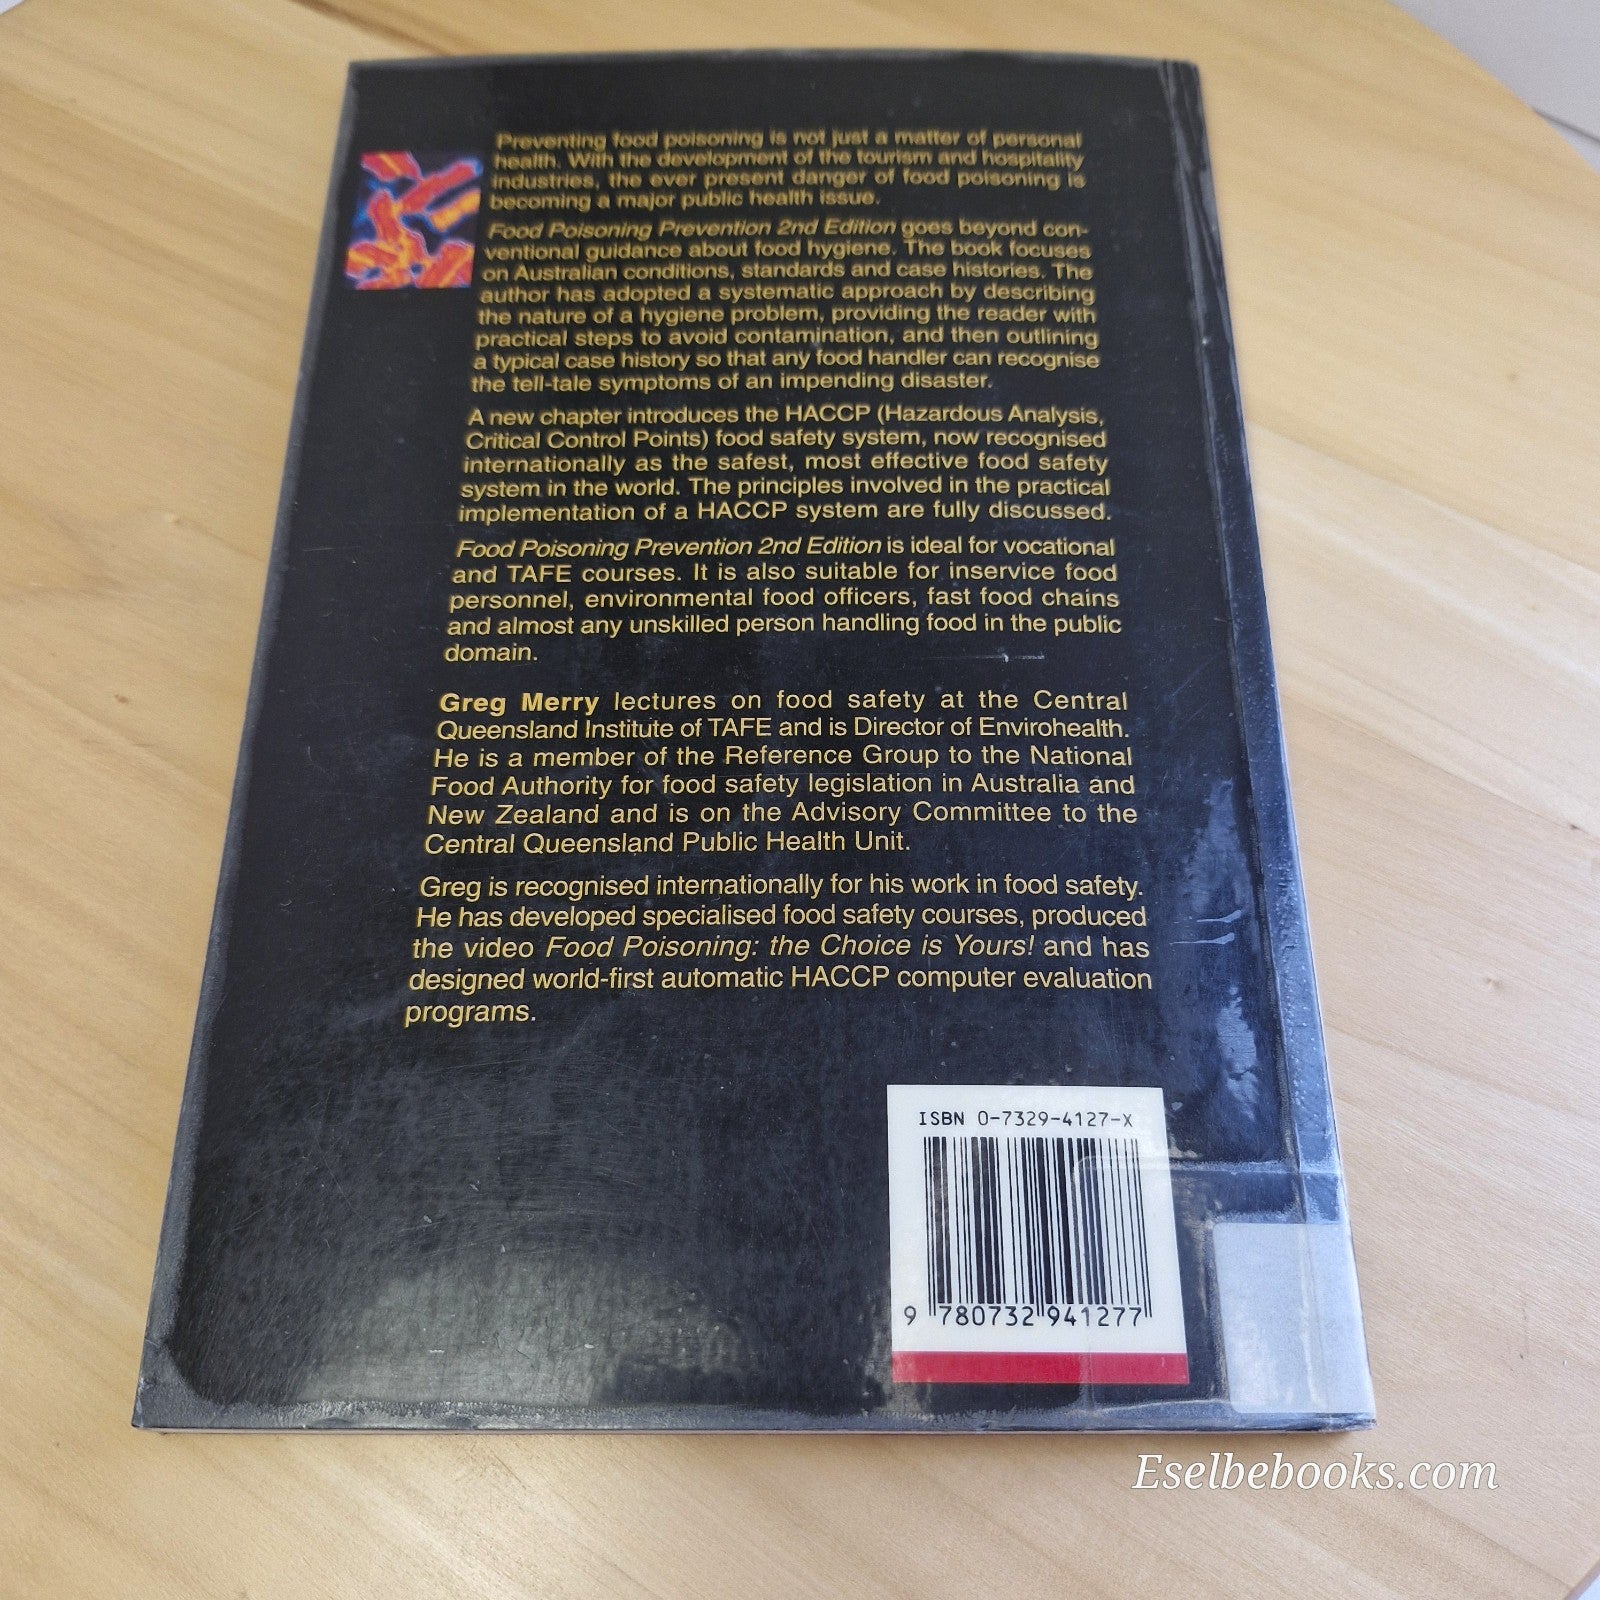 Preventing food poisoning is not just a matter of personal
health. With the development of the tourism and hospitality
industries, the ever present danger of food poisoning is
becoming a major public health issue.
Food Poisoning Prevention 2nd Edition goes beyond con-
ventional guidance about food hygiene. The book focuses
on Australian conditions, standards and case histories. The
author has adopted a systematic approach by describing
the nature of a hygiene problem, providing the reader with
practical steps to avoid contamination, and then outlining
a typical case history so that any food handler can recognise
the tell-tale symptoms of an impending disaster.
A new chapter introduces the HACCP (Hazardous Analysis,
Critical Control Points) food safety system, now recognised
internationally as the safest, most effective food safety
system in the world. The principles involved in the practical
implementation of a HACCP system are fully discussed.
Food Poisoning Prevention 2nd Edition is ideal for vocational
and TAFE courses. It is also suitable for inservice food
personnel, environmental food officers, fast food chains
and almost any unskilled person handling food in the public
domain.
Greg Merry lectures on food safety at the Central
Queensland Institute of TAFE and is Director of Envirohealth.
He is a member of the Reference Group to the National
Food Authority for food safety legislation in Australia and
New Zealand and is on the Advisory Committee to the
Central Queensland Public Health Unit.
Greg is recognised internationally for his work in food safety.
He has developed specialised food safety courses, produced
the video Food Poisoning: the Choice is Yours! and has
designed world-first automatic HACCP computer evaluation
programs.
ISBN 0-7329-4127-X
9 780732 941277
Eselbebooks.com